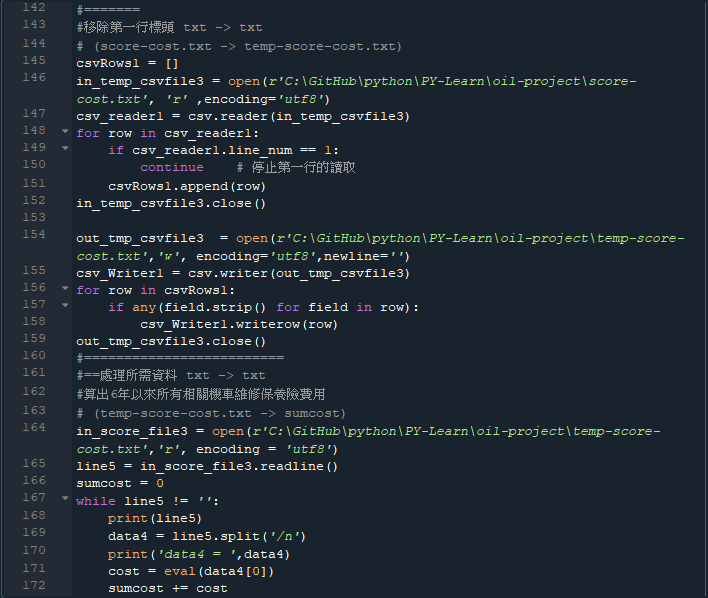 142 #=======
143 #移除第一行標頭 txt -> txt
144 # (score-cost.txt -> temp-score-cost.txt)
145 csvRows1 = []
146 in_temp_csvfile3 = open(r'C:\GitHub\python\PY-Learn\oil-project\score-
cost.txt', 'r' ,encoding='utf8')
147 csv_reader1 = csv.reader(in_temp_csvfile3)
148 for row in csv_reader1:
149 if csv_reader1.line_num == 1:
150 continue # 停止第一行的讀取
151 csvRows1.append(row)
152 in_temp_csvfile3.close()
153
154 out_tmp_csvfile3 = open(r'C:\GitHub\python\PY-Learn\oil-project\temp-score-
cost.txt','w', encoding='utf8',newline='')
155 csv_Writer1 = csv.writer(out_tmp_csvfile3)
156 for row in csvRows1:
157 if any(field.strip() for field in row):
158 csv_Writer1.writerow(row)
159 out_tmp_csvfile3.close()
160 #=========================
161 #==處理所需資料 txt -> txt
162 #算出6年以來所有相關機車維修保養險費用
163 # (temp-score-cost.txt -> sumcost)
164 in_score_file3 = open(r'C:\GitHub\python\PY-Learn\oil-project\temp-score-
cost.txt','r', encoding = 'utf8')
165 line5 = in_score_file3.readline()
166 sumcost = 0
167 while line5 != '':
168 print(line5)
169 data4 = line5.split('/n')
170 print('data4 = ',data4)
171 cost = eval(data4[0])
172 sumcost += cost